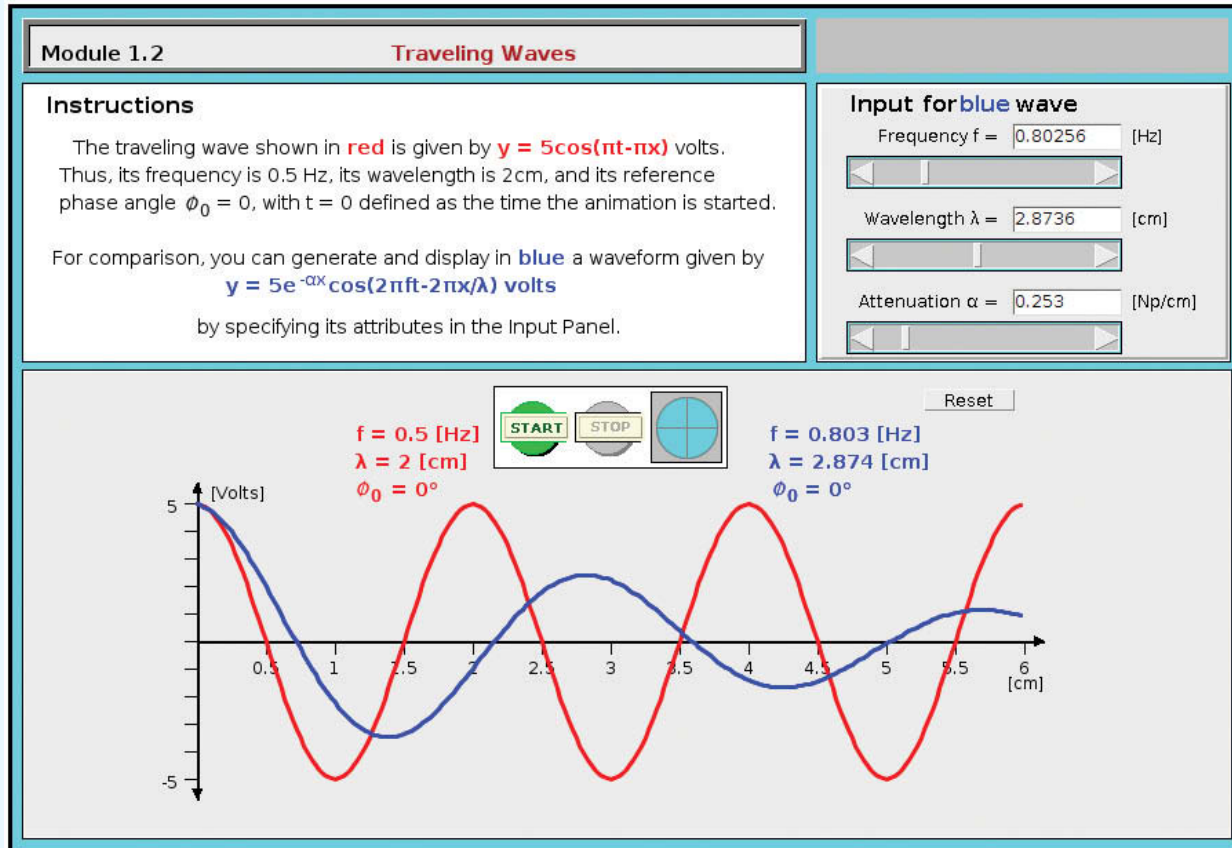 Module 1.2
Traveling Waves
Instructions
The traveling wave shown in red is given by y = 5cos(πt-πx) volts.
Thus, its frequency is 0.5 Hz, its wavelength is 2cm, and its reference
phase angle ϕ₀ = 0, with t = 0 defined as the time the animation is started.
For comparison, you can generate and display in blue a waveform given by
y = 5e^-αx cos(2πft-2πx/λ) volts
by specifying its attributes in the Input Panel.
Input for blue wave
Frequency f = 0.80256 [Hz]
Wavelength λ = 2.8736 [cm]
Attenuation α = 0.253 [Np/cm]
START
STOP
Reset
f = 0.5 [Hz]
λ = 2 [cm]
ϕ₀ = 0°
f = 0.803 [Hz]
λ = 2.874 [cm]
ϕ₀ = 0°
[Volts]
5
0.5 1 1.5 2 2.5 3 3.5 4 4.5 5 5.5 6
[cm]
-5